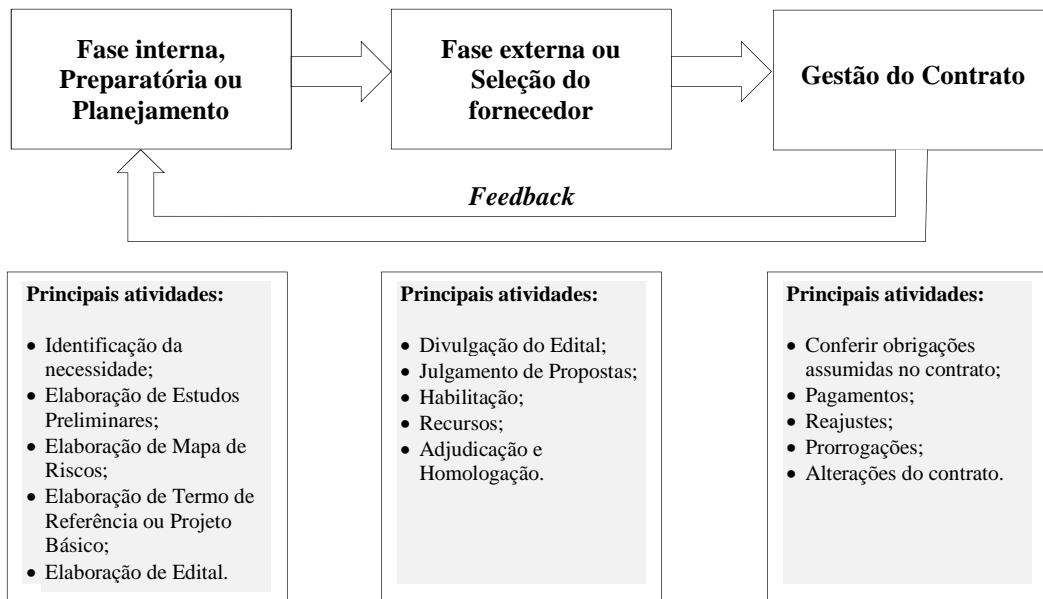 Fase interna,
Preparatória ou
Planejamento
Fase externa ou
Seleção do
fornecedor
Gestão do Contrato
Feedback
Principais atividades:
• Identificação da
necessidade;
• Elaboração de Estudos
Preliminares;
• Elaboração de Mapa de
Riscos;
• Elaboração de Termo de
Referência ou Projeto
Básico;
• Elaboração de Edital.
Principais atividades:
• Divulgação do Edital;
• Julgamento de Propostas;
• Habilitação;
• Recursos;
• Adjudicação e
Homologação.
Principais atividades:
• Conferir obrigações
assumidas no contrato;
• Pagamentos;
• Reajustes;
• Prorrogações;
• Alterações do contrato.